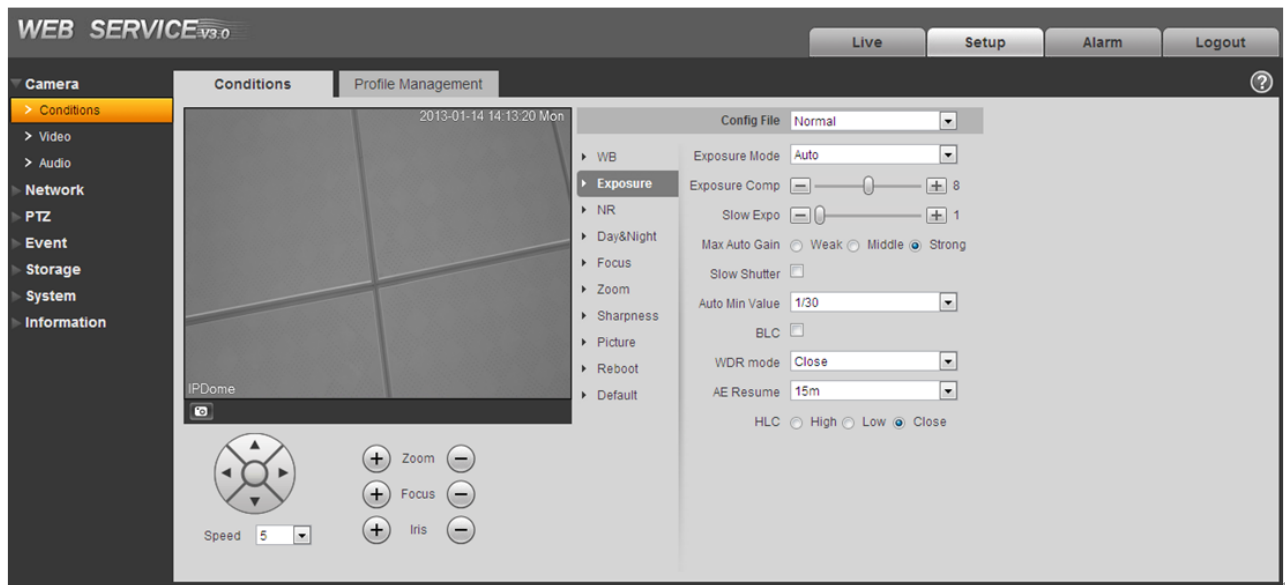 WEB SERVICE V3.0
Live
Setup
Alarm
Logout
Camera
Conditions
Video
Audio
Network
PTZ
Event
Storage
System
Information
Conditions
Profile Management
2013-01-14 14:13:20 Mon
IPDome
Zoom
Focus
Iris
Speed 5
WB
Exposure
NR
Day&Night
Focus
Zoom
Sharpness
Picture
Reboot
Default
Config File Normal
Exposure Mode Auto
Exposure Comp 8
Slow Expo 1
Max Auto Gain Weak Middle Strong
Slow Shutter
Auto Min Value 1/30
BLC
WDR mode Close
AE Resume 15m
HLC High Low Close